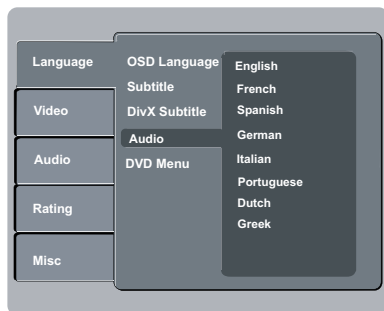 Language
Video
Audio
Rating
Misc
OSD Language
Subtitle
DivX Subtitle
Audio
DVD Menu
English
French
Spanish
German
Italian
Portuguese
Dutch
Greek